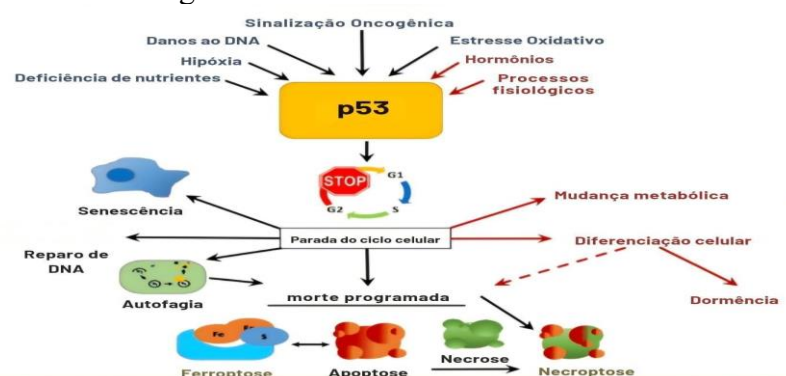 Sinalização Oncogênica
Danos ao DNA
Estresse Oxidativo
Hipóxia
Hormônios
Deficiência de nutrientes
Processos
fisiológicos
p53
STOP
G1
G2
S
Senescência
Mudança metabólica
Parada do ciclo celular
Diferenciação celular
Reparo de
DNA
Autofagia
morte programada
Dormência
Fe
S
Necrose
Ferroptose
Apoptose
Necroptose